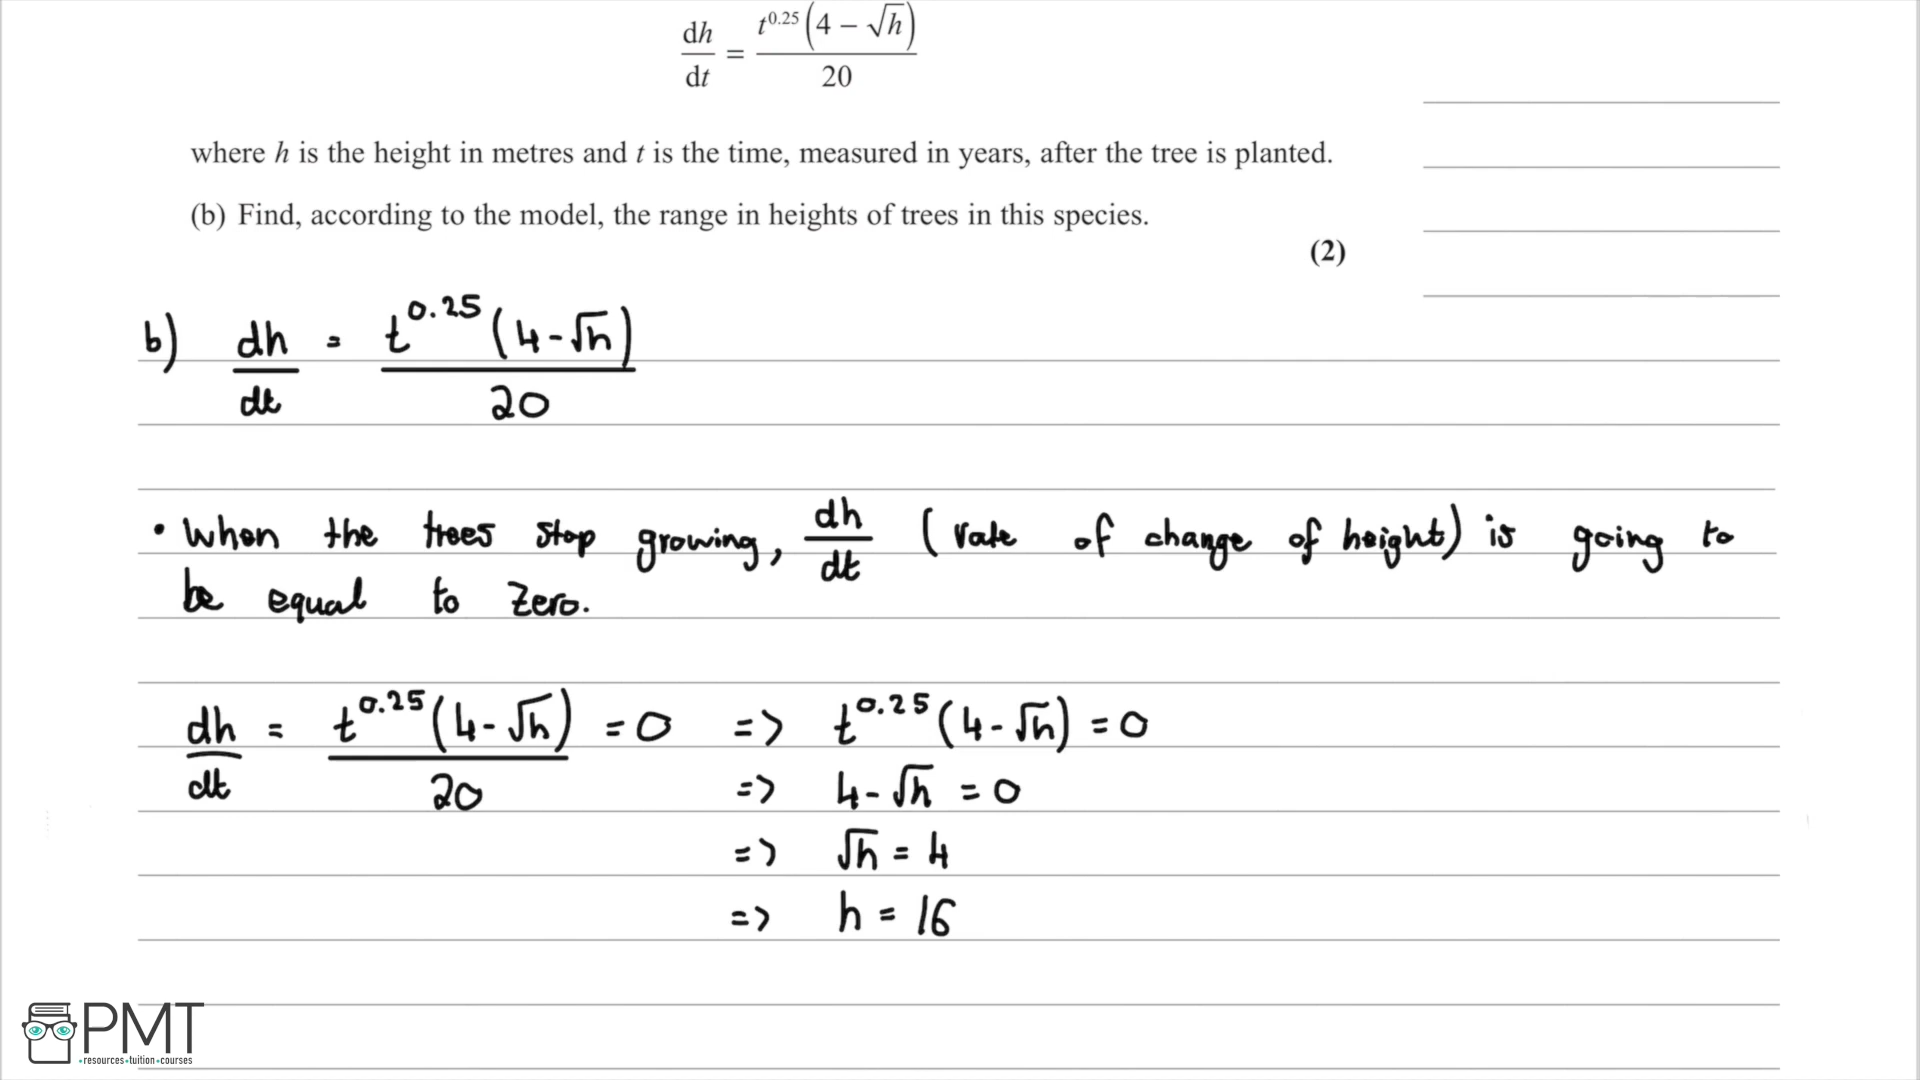 dh/dt = t^0.25 (4 − √h) / 20
where h is the height in metres and t is the time, measured in years, after the tree is planted.
(b) Find, according to the model, the range in heights of trees in this species.
(2)
b) dh/dt = t^0.25 (4-√h) / 20
• When the trees stop growing, dh/dt (rate of change of height) is going to
be equal to zero.
dh/dt = t^0.25 (4-√h) / 20 = 0 => t^0.25 (4-√h) = 0
=> 4-√h = 0
=> √h = 4
=> h = 16
PMT
•resources•tuition•courses